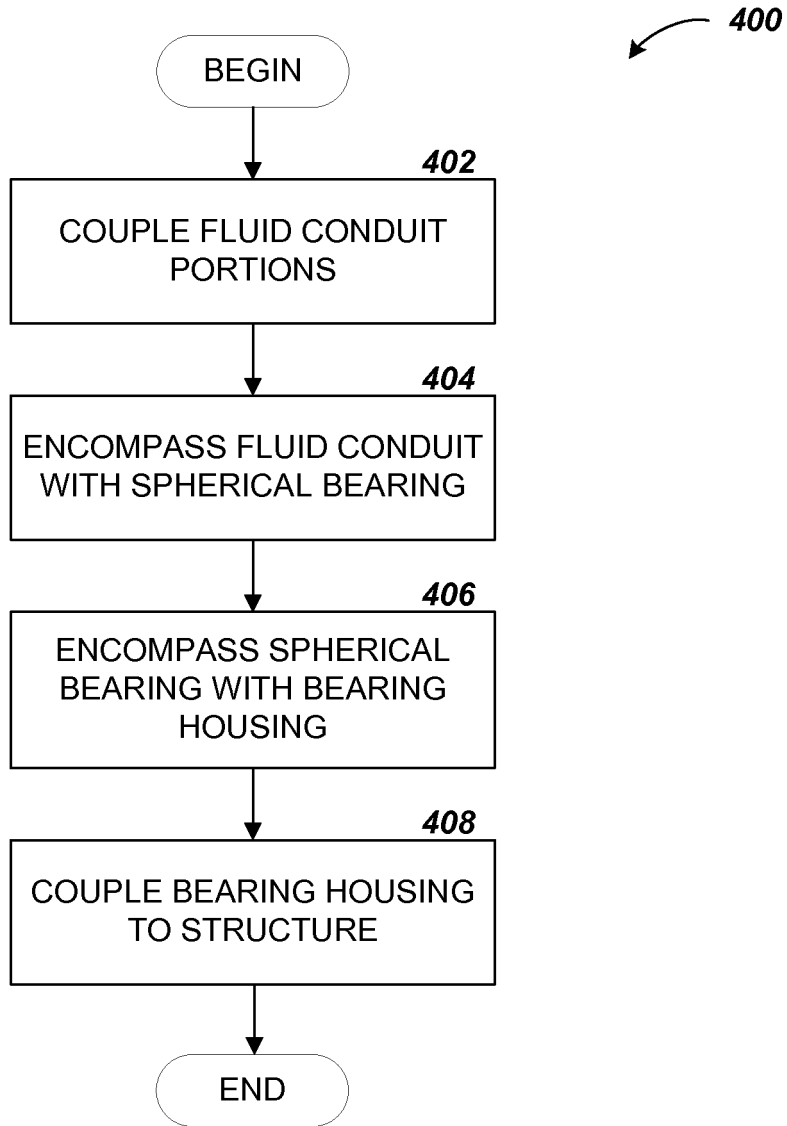 400
BEGIN
402
COUPLE FLUID CONDUIT
PORTIONS
404
ENCOMPASS FLUID CONDUIT
WITH SPHERICAL BEARING
406
ENCOMPASS SPHERICAL
BEARING WITH BEARING
HOUSING
408
COUPLE BEARING HOUSING
TO STRUCTURE
END